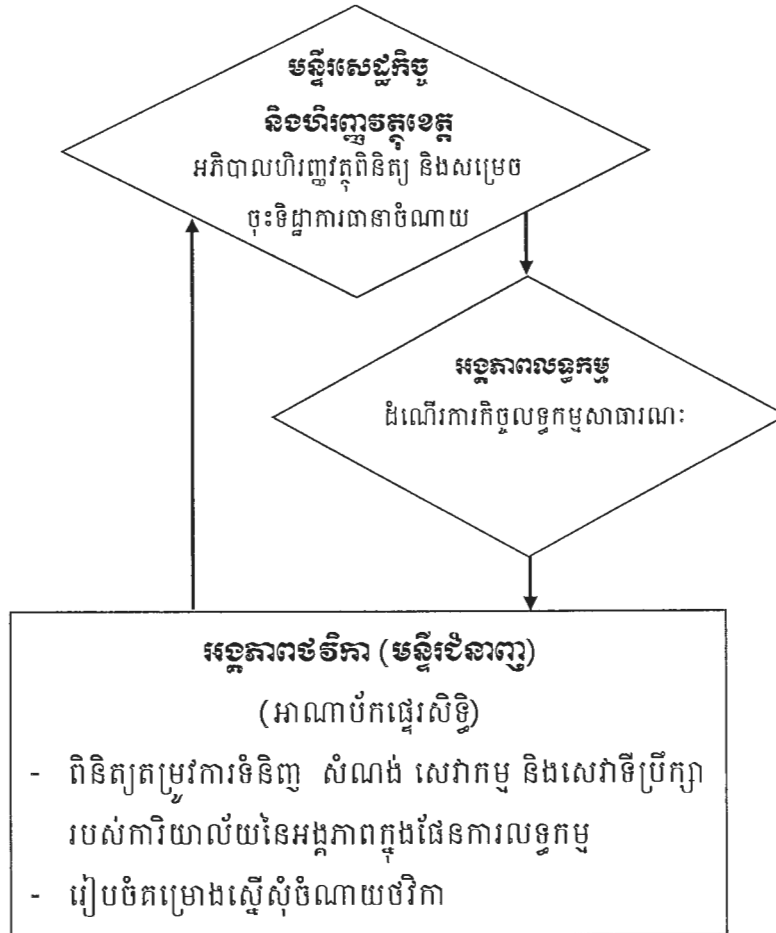 មន្ទីរសេដ្ឋកិច្ច
និងហិរញ្ញវត្ថុខេត្ត
អភិបាលហិរញ្ញវត្ថុពិនិត្យ និងសម្រេច
ចុះទិដ្ឋាការធានាចំណាយ
អង្គភាពលទ្ធកម្ម
ដំណើរការកិច្ចលទ្ធកម្មសាធារណៈ
អង្គភាពថវិកា (មន្ទីរជំនាញ)
(អាណាប័កផ្ទេរសិទ្ធិ)
- ពិនិត្យតម្រូវការទំនិញ សំណង់ សេវាកម្ម និងសេវាទីប្រឹក្សា
របស់ការិយាល័យនៃអង្គភាពក្នុងផែនការលទ្ធកម្ម
- រៀបចំគម្រោងស្នើសុំចំណាយថវិកា